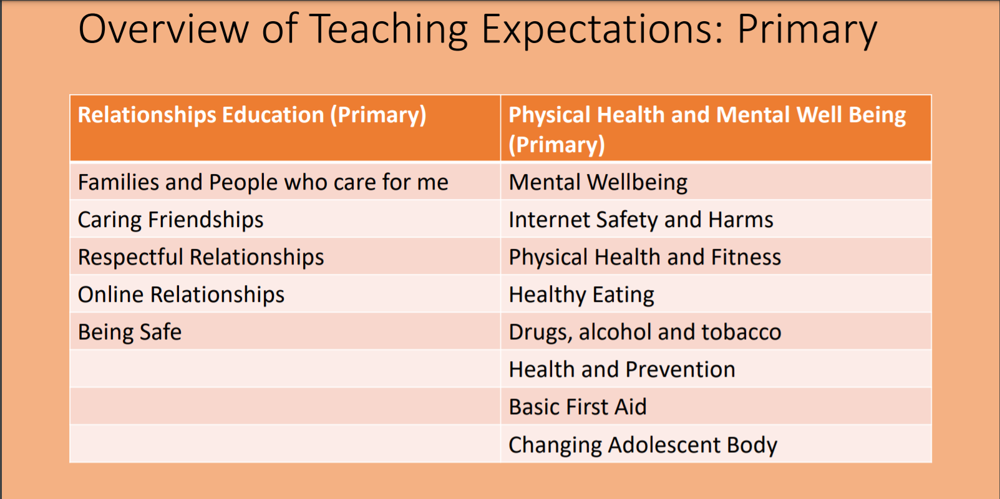 Overview of Teaching Expectations: Primary
Relationships Education (Primary)
Physical Health and Mental Well Being
(Primary)
Families and People who care for me
Mental Wellbeing
Caring Friendships
Internet Safety and Harms
Respectful Relationships
Physical Health and Fitness
Online Relationships
Healthy Eating
Being Safe
Drugs, alcohol and tobacco
Health and Prevention
Basic First Aid
Changing Adolescent Body